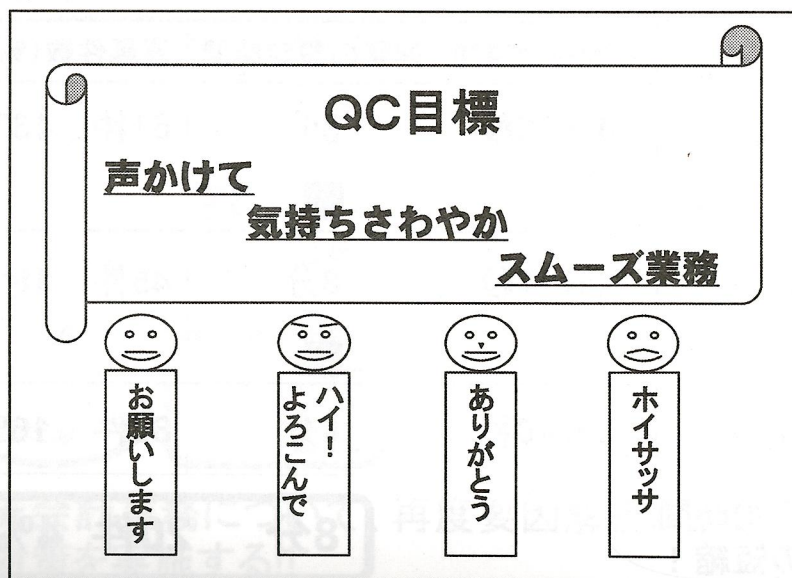 QC目標
声かけて
気持ちさわやか
スムーズ業務
お願いします
ハイ！
よろこんで
ありがとう
ホイサッサ